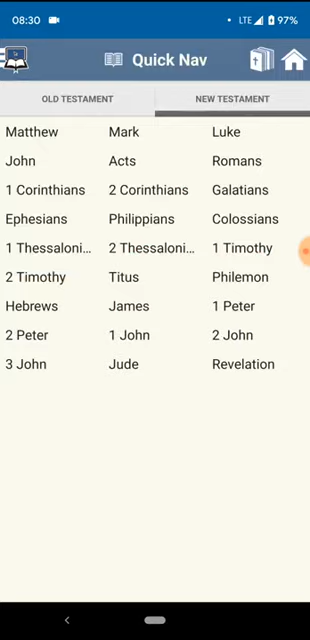 08:30 LTE 97%
Quick Nav
OLD TESTAMENT NEW TESTAMENT
Matthew Mark Luke
John Acts Romans
1 Corinthians 2 Corinthians Galatians
Ephesians Philippians Colossians
1 Thessaloni... 2 Thessaloni... 1 Timothy
2 Timothy Titus Philemon
Hebrews James 1 Peter
2 Peter 1 John 2 John
3 John Jude Revelation